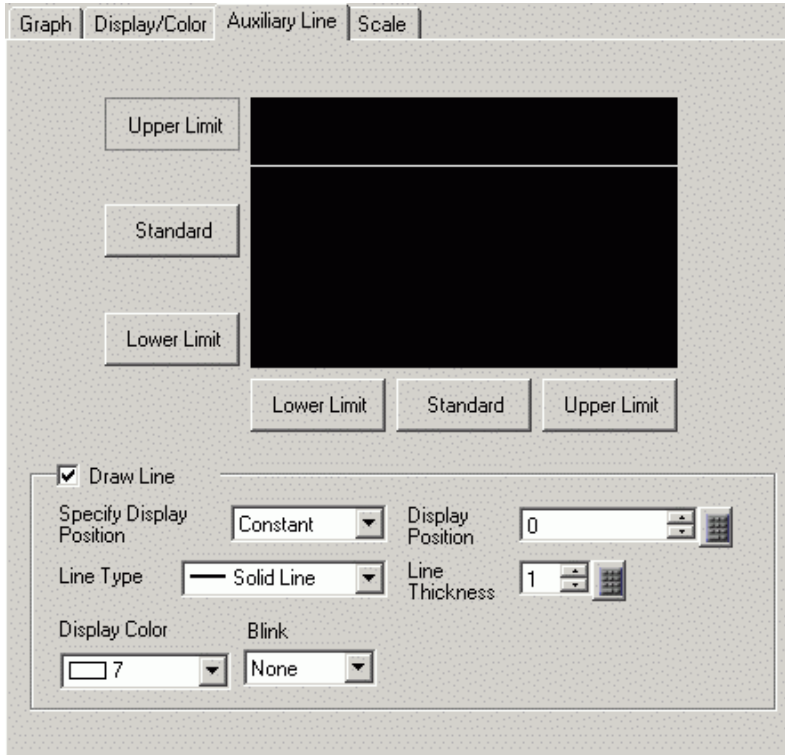 Graph Display/Color Auxiliary Line Scale
Upper Limit
Standard
Lower Limit
Lower Limit Standard Upper Limit
Draw Line
Specify Display Position Constant Display Position 0
Line Type Solid Line Line Thickness 1
Display Color Blink
7 None